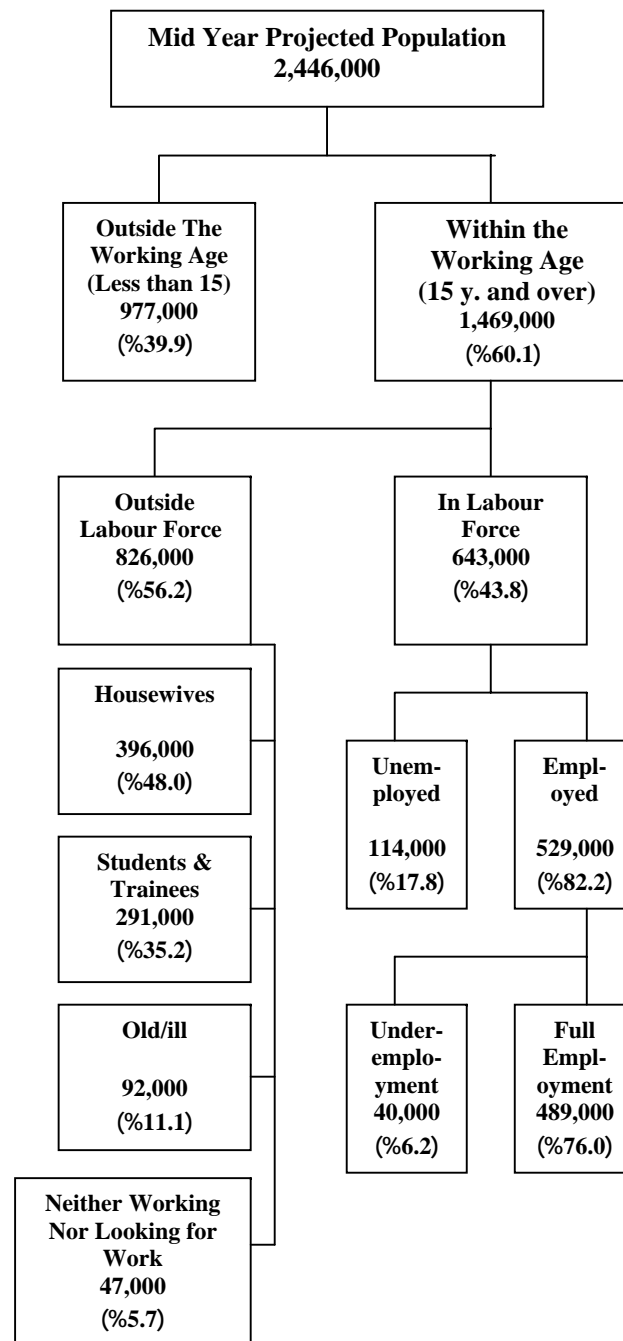 Mid Year Projected Population
2,446,000
Outside The
Working Age
(Less than 15)
977,000
(%39.9)
Within the
Working Age
(15 y. and over)
1,469,000
(%60.1)
Outside
Labour Force
826,000
(%56.2)
In Labour
Force
643,000
(%43.8)
Housewives
396,000
(%48.0)
Unem-
ployed
114,000
(%17.8)
Empl-
oyed
529,000
(%82.2)
Students &
Trainees
291,000
(%35.2)
Old/ill
92,000
(%11.1)
Under-
emplo-
yment
40,000
(%6.2)
Full
Empl-
oyment
489,000
(%76.0)
Neither Working
Nor Looking for
Work
47,000
(%5.7)